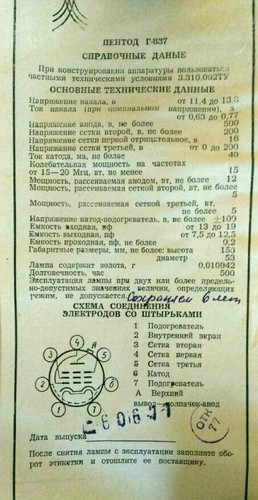 ПЕНТОД Г-837
СПРАВОЧНЫЕ ДАННЫЕ
При конструировании аппаратуры пользоваться
частными техническими условиями 3.310.002ТУ
ОСНОВНЫЕ ТЕХНИЧЕСКИЕ ДАННЫЕ
Напряжение накала, в от 11,4 до 13,8
Ток накала (при номинальном напряжении), а
от 0,63 до 0,77
Напряжение анода, в, не более 500
Напряжение сетки второй, в, не более 200
Напряжение сетки первой отрицательное, в 16
Напряжение сетки третьей, в от 0 до 200
Ток катода, ма, не более 40
Колебательная мощность на частотах
от 15—20 Мгц, вт, не менее 15
Мощность, рассеиваемая анодом, вт, не более 12
Мощность, рассеиваемая сеткой второй, вт, не более
5
Мощность, рассеиваемая сеткой третьей, вт,
не более 5
Напряжение катод-подогреватель, в, не более ±100
Емкость входная, пф от 13 до 19
Емкость выходная, пф от 7,5 до 12,5
Емкость проходная, пф, не более 0,2
Габаритные размеры, мм, не более: высота 150
диаметр 53
Лампа содержит золота, г 0,010942
Долговечность, час 500
Эксплуатация лампы при двух или более предель-
но-допустимых значениях величин, определяющих
режим, не допускается. Сохраняем 6 лет
СХЕМА СОЕДИНЕНИЯ
ЭЛЕКТРОДОВ СО ШТЫРЬКАМИ
1 Подогреватель
2 Внутренний экран
3 Сетка вторая
4 Сетка первая
5 Сетка третья
6 Катод
7 Подогреватель
А Верхний
вывод—колпачок-анод
Дата выпуска
ОТК
77
После снятия лампы с эксплуатации заполните обо-
рот этикетки и отошлите ее поставщику.